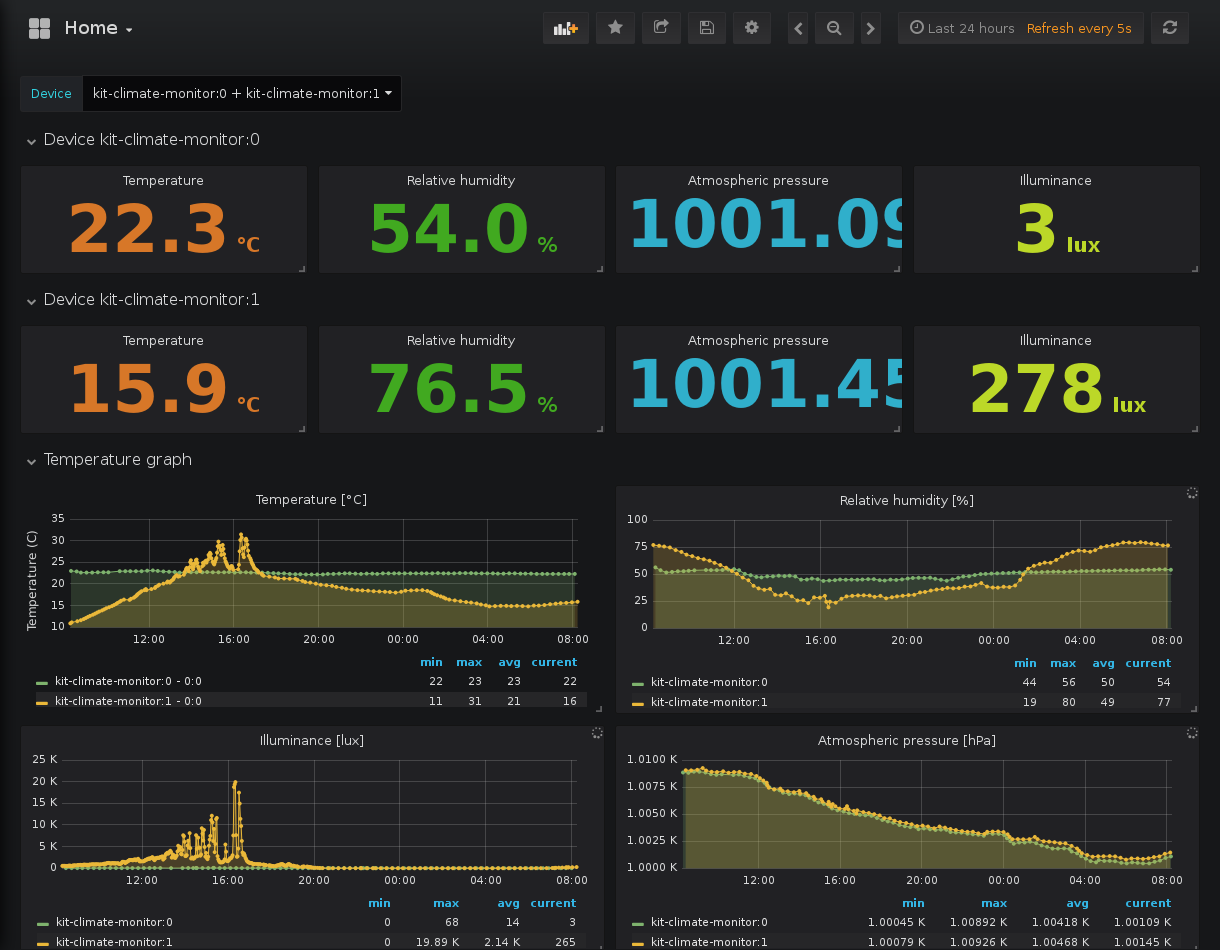 Home
Last 24 hours Refresh every 5s
Device kit-climate-monitor:0 + kit-climate-monitor:1
Device kit-climate-monitor:0
Temperature Relative humidity Atmospheric pressure Illuminance
22.3 °C 54.0 % 1001.09 3 lux
Device kit-climate-monitor:1
Temperature Relative humidity Atmospheric pressure Illuminance
15.9 °C 76.5 % 1001.45 278 lux
Temperature graph
Temperature [°C]
Temperature (C)
35
30
25
20
15
10
12:00 16:00 20:00 00:00 04:00 08:00
min max avg current
kit-climate-monitor:0 - 0:0 22 23 23 22
kit-climate-monitor:1 - 0:0 11 31 21 16
Relative humidity [%]
100
75
50
25
0
12:00 16:00 20:00 00:00 04:00 08:00
min max avg current
kit-climate-monitor:0 44 56 50 54
kit-climate-monitor:1 19 80 49 77
Illuminance [lux]
25 K
20 K
15 K
10 K
5 K
0
12:00 16:00 20:00 00:00 04:00 08:00
min max avg current
kit-climate-monitor:0 0 68 14 3
kit-climate-monitor:1 0 19.89 K 2.14 K 265
Atmospheric pressure [hPa]
1.0100 K
1.0075 K
1.0050 K
1.0025 K
1.0000 K
12:00 16:00 20:00 00:00 04:00 08:00
min max avg current
kit-climate-monitor:0 1.00045 K 1.00892 K 1.00418 K 1.00109 K
kit-climate-monitor:1 1.00079 K 1.00926 K 1.00468 K 1.00145 K